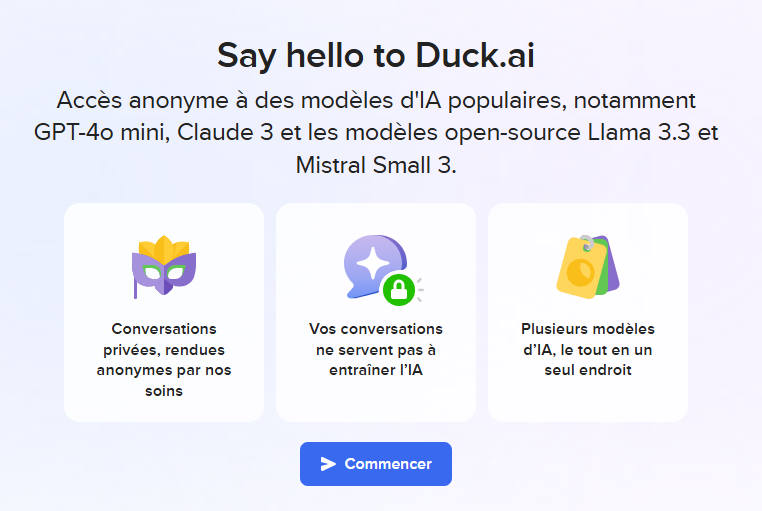 Say hello to Duck.ai
Accès anonyme à des modèles d'IA populaires, notamment
GPT-4o mini, Claude 3 et les modèles open-source Llama 3.3 et
Mistral Small 3.
Conversations
privées, rendues
anonymes par nos
soins
Vos conversations
ne servent pas à
entraîner l’IA
Plusieurs modèles
d’IA, le tout en un
seul endroit
Commencer